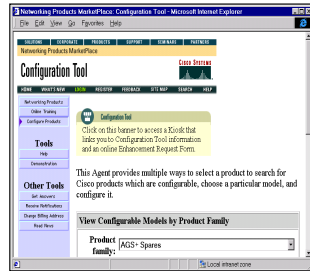 Networking Products MarketPlace: Configuration Tool - Microsoft Internet Explorer
File Edit View Go Favorites Help
SOLUTIONS CORPORATE PRODUCTS SUPPORT SEMINARS PARTNERS
Networking Products MarketPlace
Configuration Tool
CISCO SYSTEMS
HOME WHAT'S NEW LOGIN REGISTER FEEDBACK SITE MAP SEARCH HELP
Networking Products
Online Training
Configure Products
Tools
Help
Demonstration
Other Tools
Get Answers
Receive Notifications
Change Billing Address
Read News
Configuration Tool
Click on this banner to access a Kiosk that
links you to Configuration Tool information
and an online Enhancement Request Form.
This Agent provides multiple ways to select a product to search for
Cisco products which are configurable, choose a particular model, and
configure it.
View Configurable Models by Product Family
Product
family:
AGS+ Spares
Local intranet zone